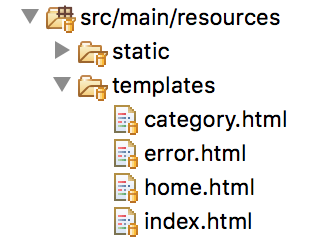 src/main/resources
static
templates
category.html
error.html
home.html
index.html